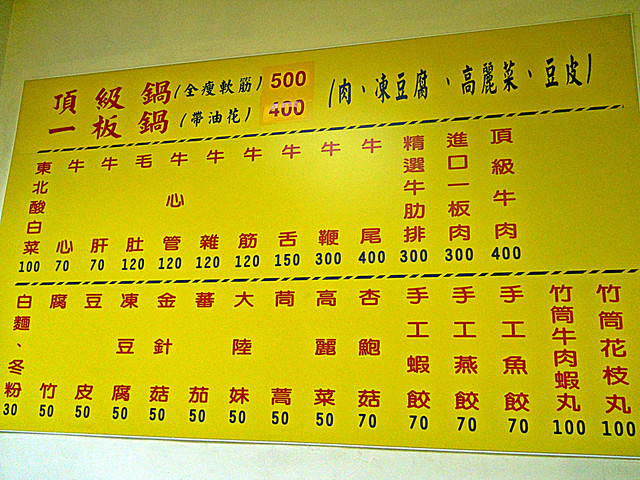 頂級鍋(全瘦軟筋) 500
一板鍋(帶油花) 400
(肉、凍豆腐、高麗菜、豆皮)
東北酸白菜 100
牛心 70
牛肝 70
毛肚 120
牛心管 120
牛雜 120
牛筋 120
牛舌 150
牛鞭 300
牛尾 400
精選牛肋排 300
進口一板肉 300
頂級牛肉 400
白麵、冬粉 30
腐竹 50
豆皮 50
凍豆腐 50
金針菇 50
蕃茄 50
大陸妹 50
茼蒿 50
高麗菜 50
杏鮑菇 70
手工蝦餃 70
手工燕餃 70
手工魚餃 70
竹筒牛肉蝦丸 100
竹筒花枝丸 100